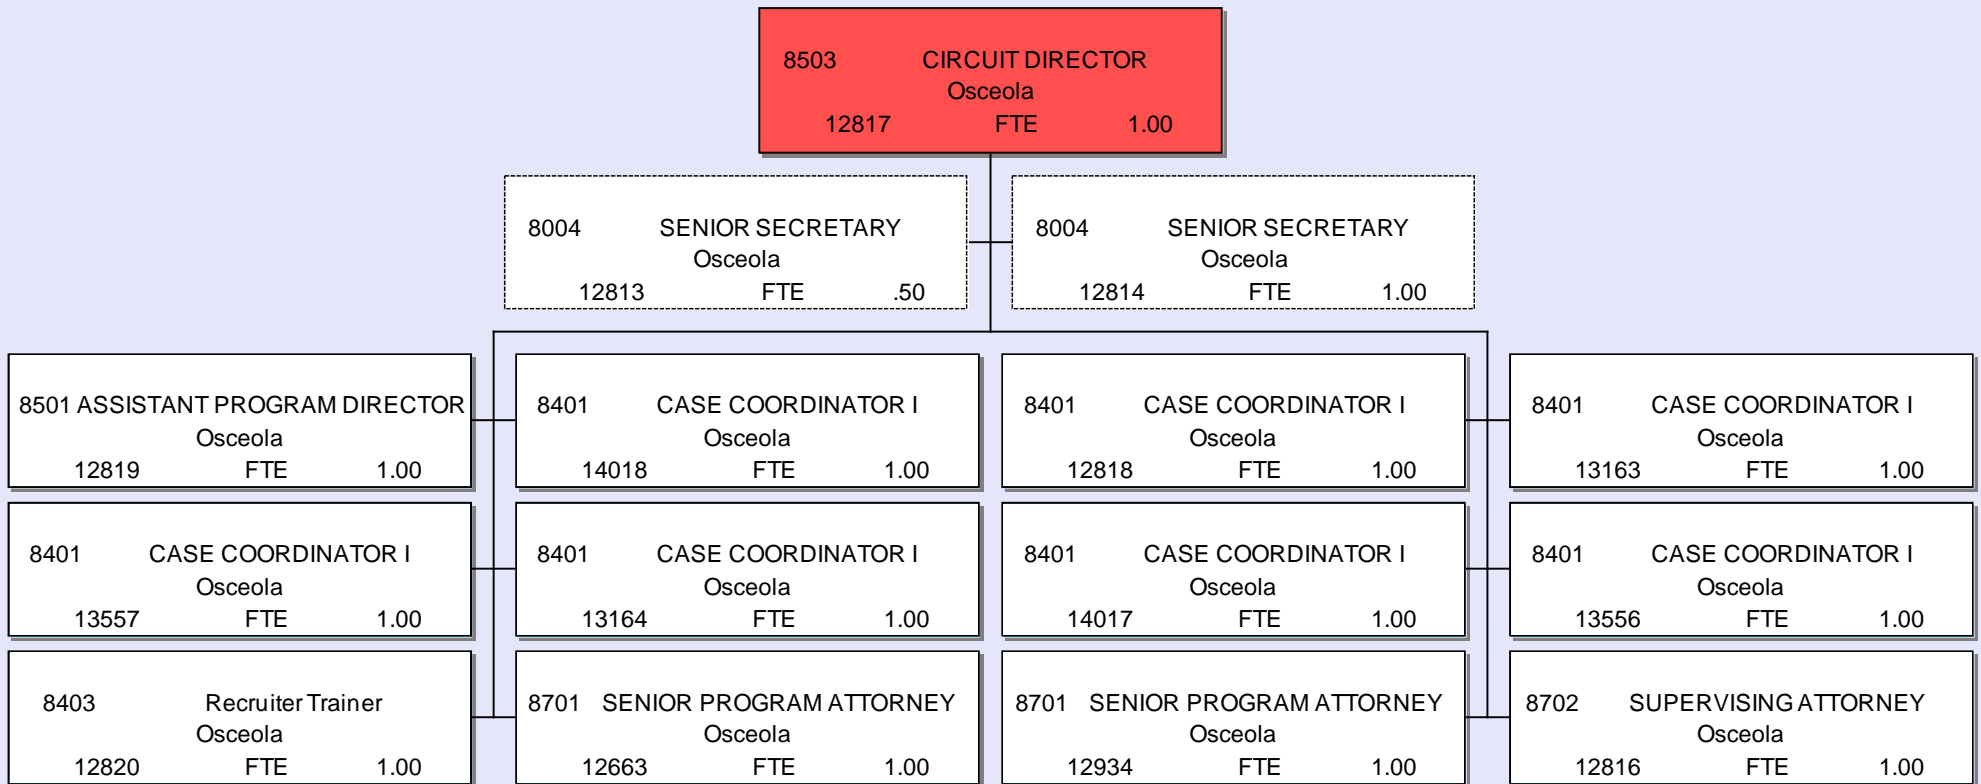 8503 CIRCUIT DIRECTOR
Osceola
12817 FTE 1.00
8004 SENIOR SECRETARY
Osceola
12813 FTE .50
8004 SENIOR SECRETARY
Osceola
12814 FTE 1.00
8501 ASSISTANT PROGRAM DIRECTOR
Osceola
12819 FTE 1.00
8401 CASE COORDINATOR I
Osceola
14018 FTE 1.00
8401 CASE COORDINATOR I
Osceola
12818 FTE 1.00
8401 CASE COORDINATOR I
Osceola
13163 FTE 1.00
8401 CASE COORDINATOR I
Osceola
13557 FTE 1.00
8401 CASE COORDINATOR I
Osceola
13164 FTE 1.00
8401 CASE COORDINATOR I
Osceola
14017 FTE 1.00
8401 CASE COORDINATOR I
Osceola
13556 FTE 1.00
8403 Recruiter Trainer
Osceola
12820 FTE 1.00
8701 SENIOR PROGRAM ATTORNEY
Osceola
12663 FTE 1.00
8701 SENIOR PROGRAM ATTORNEY
Osceola
12934 FTE 1.00
8702 SUPERVISING ATTORNEY
Osceola
12816 FTE 1.00